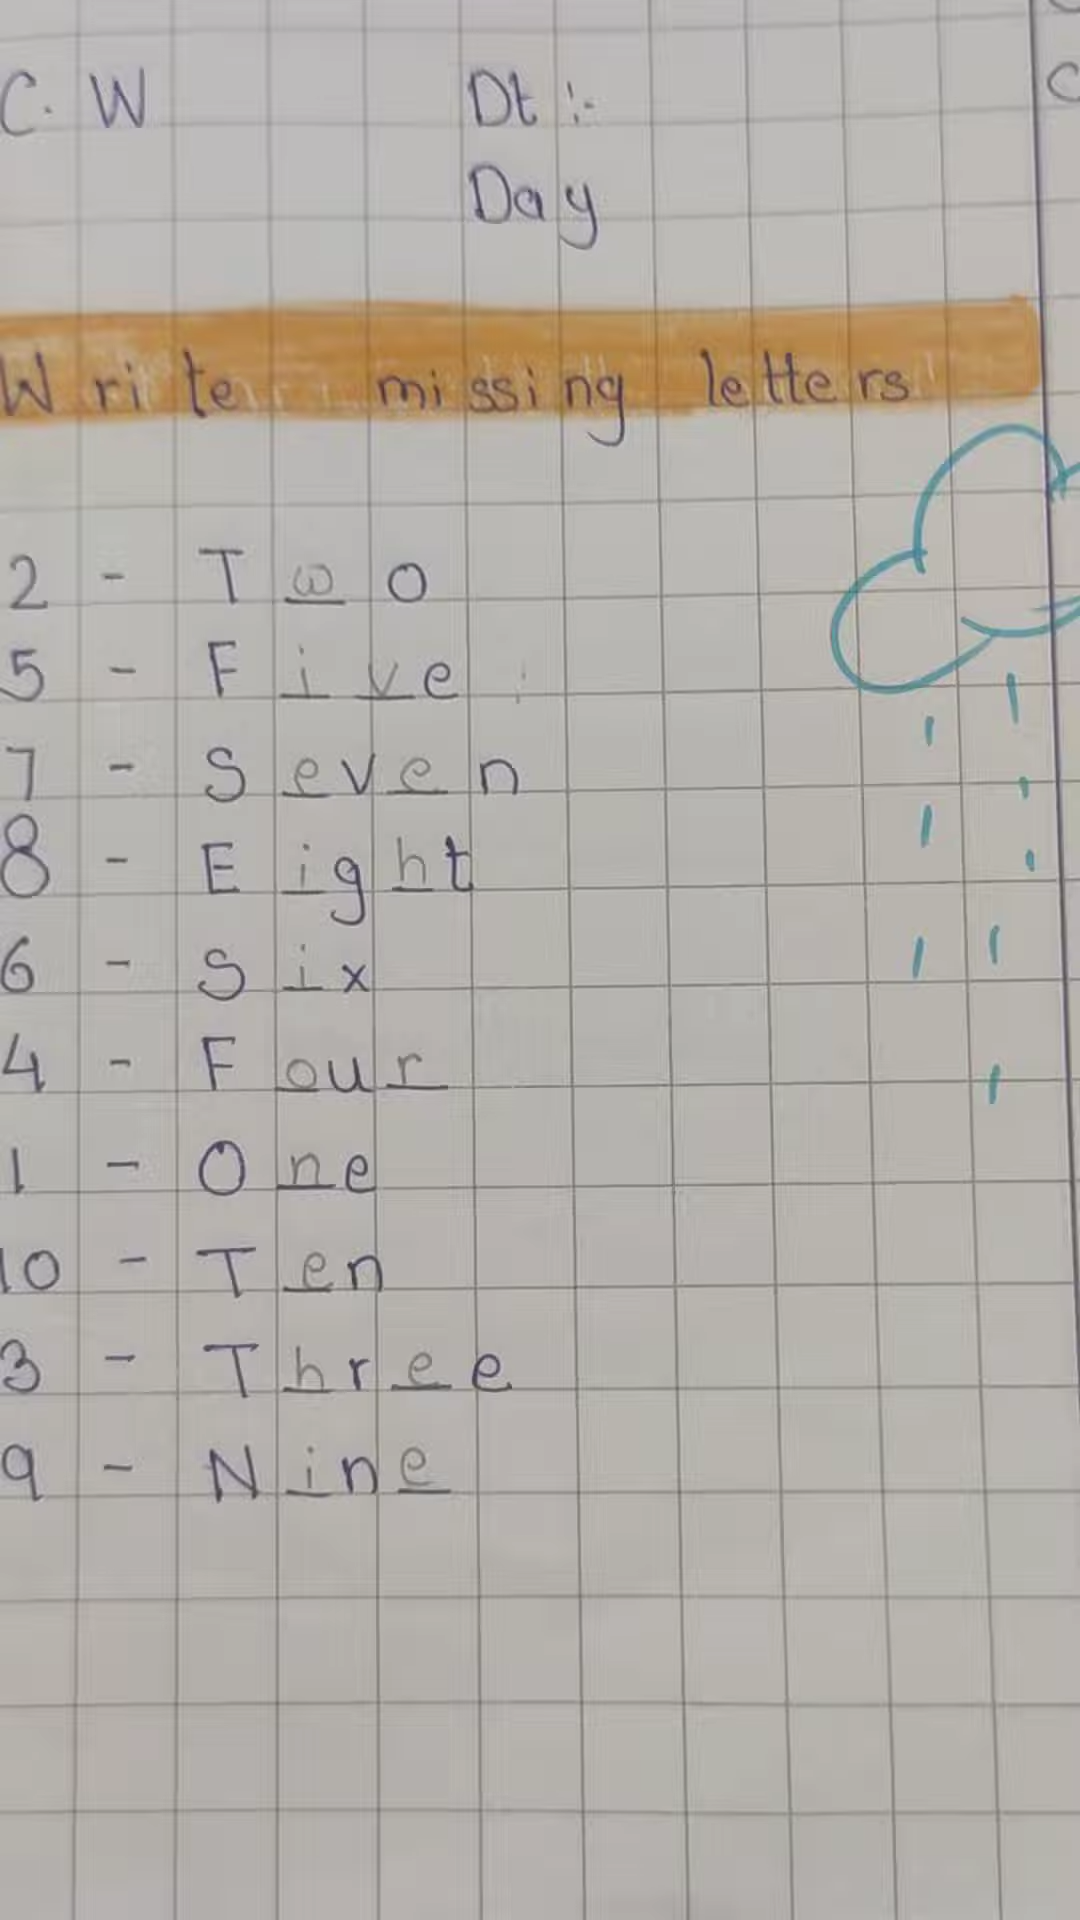 C. W Dt :-
Day
Write missing letters
2 - Two
5 - Five
7 - Seven
8 - Eight
6 - Six
4 - Four
1 - One
10 - Ten
3 - Three
9 - Nine